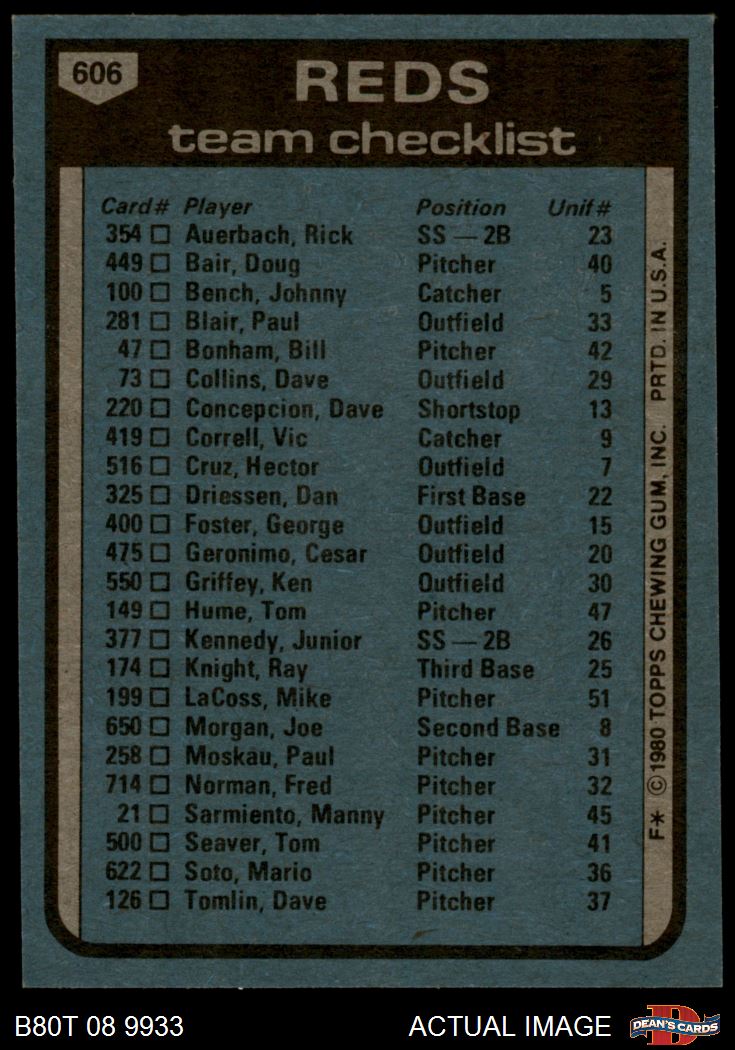 606
REDS
team checklist
Card# Player Position Unif#
354 Auerbach, Rick SS — 2B 23
449 Bair, Doug Pitcher 40
100 Bench, Johnny Catcher 5
281 Blair, Paul Outfield 33
47 Bonham, Bill Pitcher 42
73 Collins, Dave Outfield 29
220 Concepcion, Dave Shortstop 13
419 Correll, Vic Catcher 9
516 Cruz, Hector Outfield 7
325 Driessen, Dan First Base 22
400 Foster, George Outfield 15
475 Geronimo, Cesar Outfield 20
550 Griffey, Ken Outfield 30
149 Hume, Tom Pitcher 47
377 Kennedy, Junior SS — 2B 26
174 Knight, Ray Third Base 25
199 LaCoss, Mike Pitcher 51
650 Morgan, Joe Second Base 8
258 Moskau, Paul Pitcher 31
714 Norman, Fred Pitcher 32
21 Sarmiento, Manny Pitcher 45
500 Seaver, Tom Pitcher 41
622 Soto, Mario Pitcher 36
126 Tomlin, Dave Pitcher 37
F* ©1980 TOPPS CHEWING GUM, INC. PRTD. IN U.S.A.
B80T 08 9933 ACTUAL IMAGE
D
DEAN'S CARDS